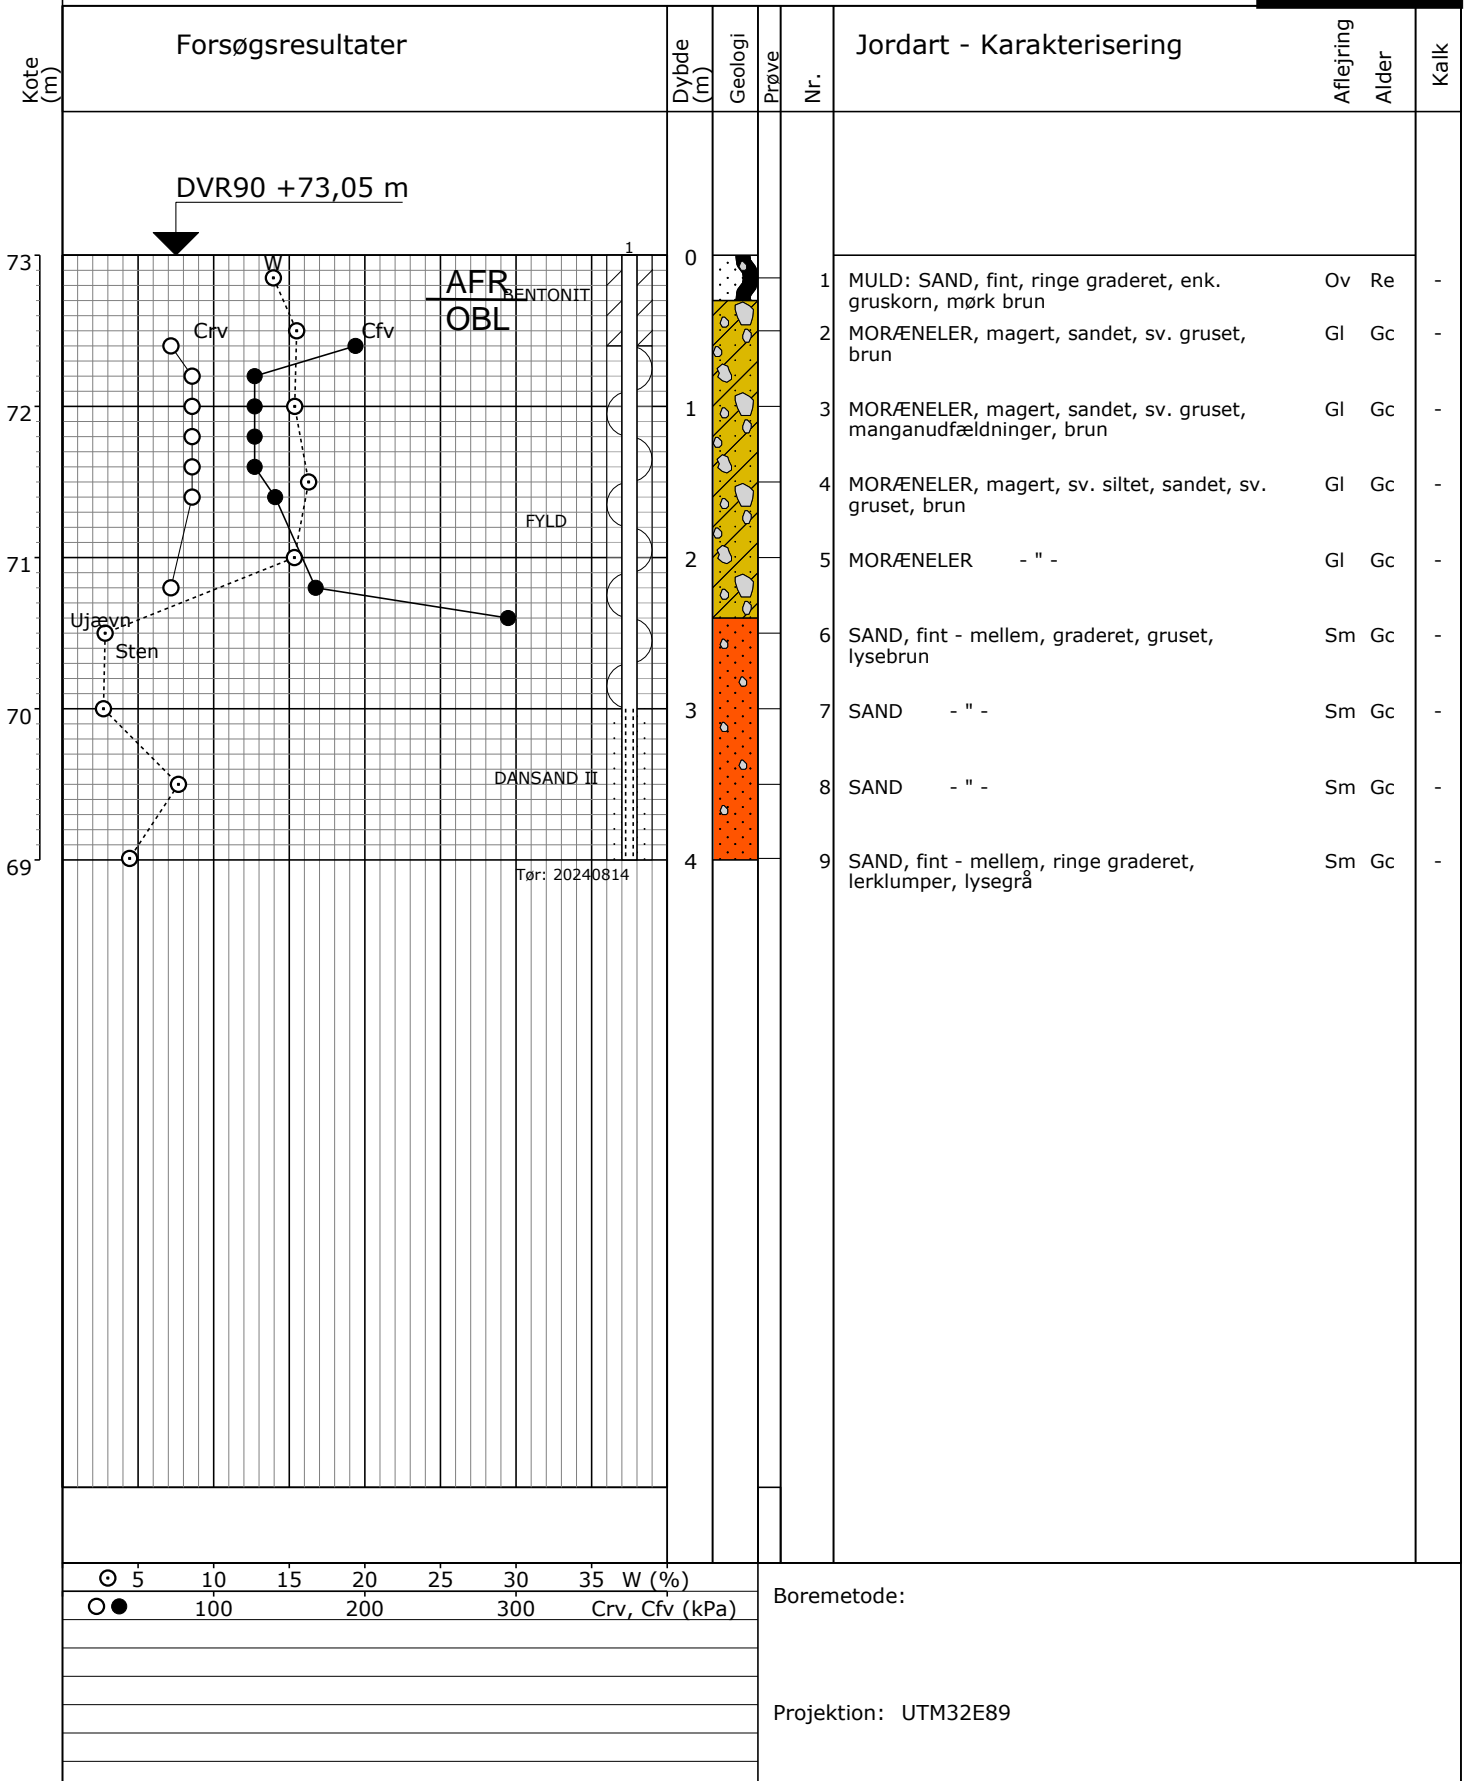 Kote
(m)
Forsøgsresultater
Dybde
(m)
Geologi
Prøve
Nr.
Jordart - Karakterisering
Aflejring
Alder
Kalk
DVR90 +73,05 m
1
73
W
AFR
BENTONIT
OBL
0
1 MULD: SAND, fint, ringe graderet, enk. Ov Re -
gruskorn, mørk brun
Crv
Cfv
2 MORÆNELER, magert, sandet, sv. gruset, Gl Gc -
brun
72
1
3 MORÆNELER, magert, sandet, sv. gruset, Gl Gc -
manganudfældninger, brun
4 MORÆNELER, magert, sv. siltet, sandet, sv. Gl Gc -
gruset, brun
FYLD
71
2
5 MORÆNELER - " - Gl Gc -
Ujævn
Sten
6 SAND, fint - mellem, graderet, gruset, Sm Gc -
lysebrun
70
3
7 SAND - " - Sm Gc -
DANSAND II
8 SAND - " - Sm Gc -
69
4
9 SAND, fint - mellem, ringe graderet, Sm Gc -
lerklumper, lysegrå
Tør: 20240814
5 10 15 20 25 30 35 W (%)
100 200 300 Crv, Cfv (kPa)
Boremetode:
Projektion: UTM32E89